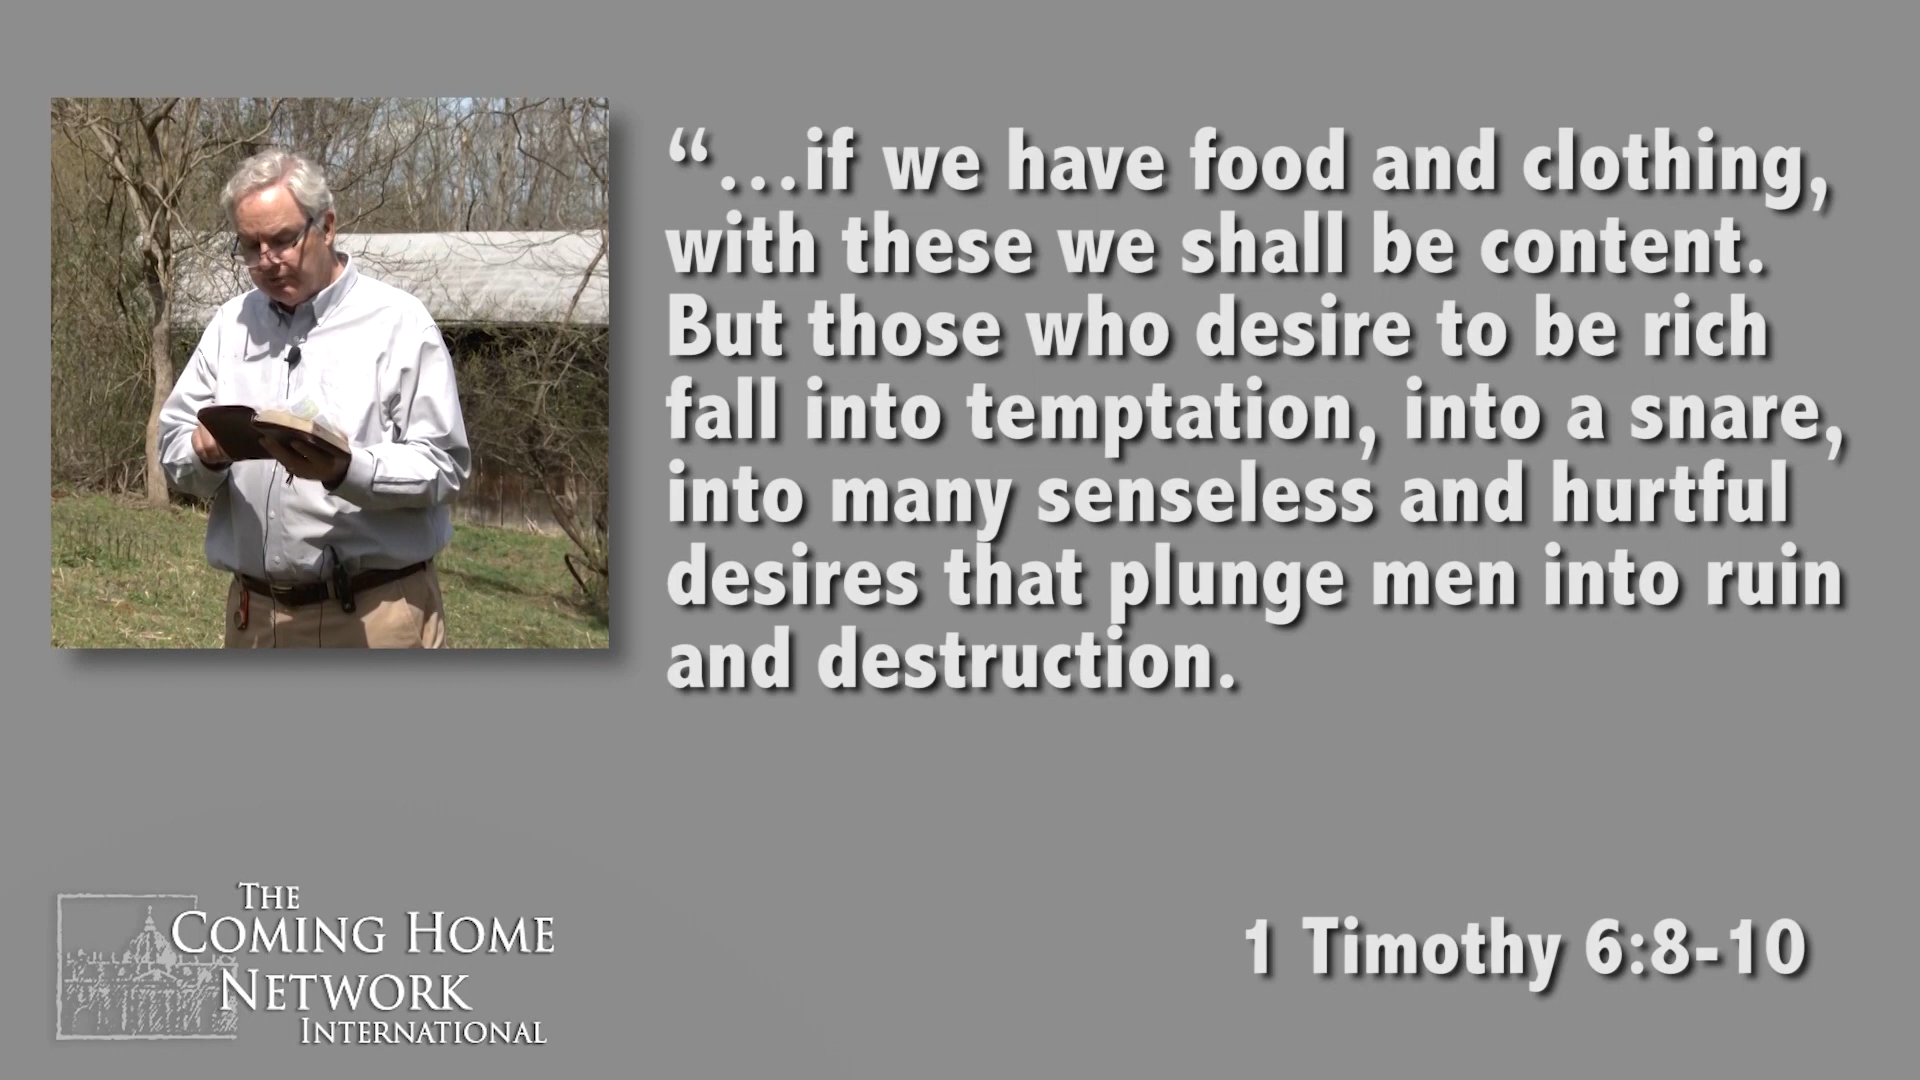 “…if we have food and clothing,
with these we shall be content.
But those who desire to be rich
fall into temptation, into a snare,
into many senseless and hurtful
desires that plunge men into ruin
and destruction.
The
Coming Home
Network
International
1 Timothy 6:8-10